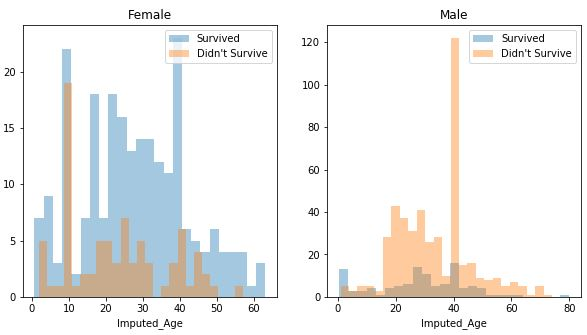 Female
Survived
Didn't Survive
20
15
10
5
0
0 10 20 30 40 50 60
Imputed_Age
Male
Survived
Didn't Survive
120
100
80
60
40
20
0
0 20 40 60 80
Imputed_Age